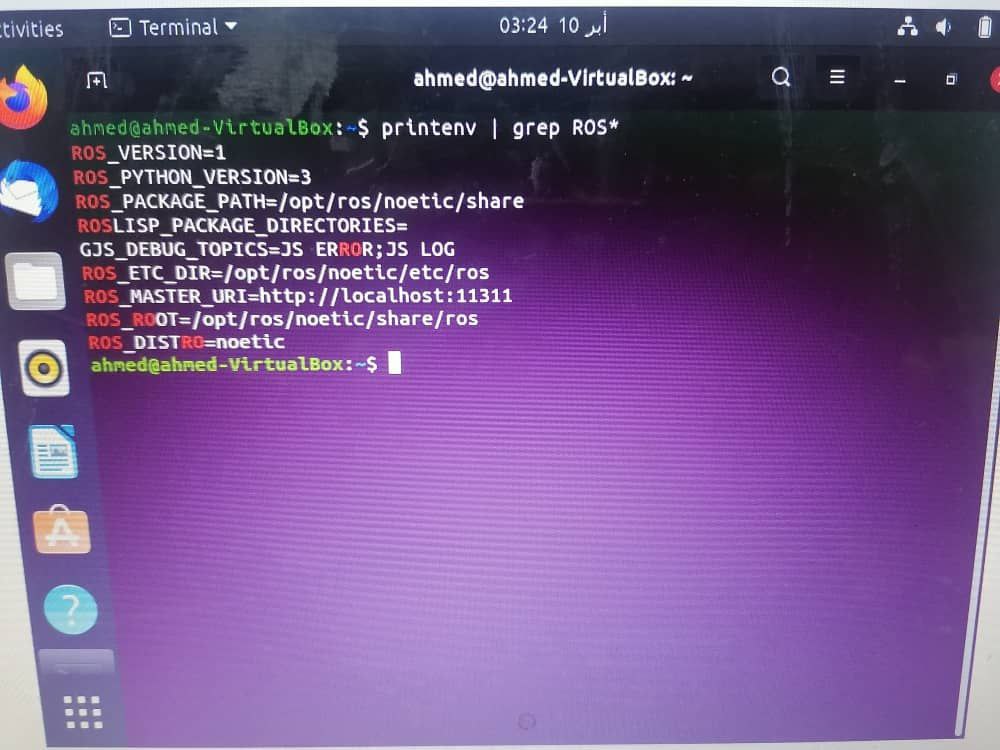 ctivities Terminal 03:24 10 أبر
ahmed@ahmed-VirtualBox: ~
ahmed@ahmed-VirtualBox:~$ printenv | grep ROS*
ROS_VERSION=1
ROS_PYTHON_VERSION=3
ROS_PACKAGE_PATH=/opt/ros/noetic/share
ROSLISP_PACKAGE_DIRECTORIES=
GJS_DEBUG_TOPICS=JS ERROR;JS LOG
ROS_ETC_DIR=/opt/ros/noetic/etc/ros
ROS_MASTER_URI=http://localhost:11311
ROS_ROOT=/opt/ros/noetic/share/ros
ROS_DISTRO=noetic
ahmed@ahmed-VirtualBox:~$